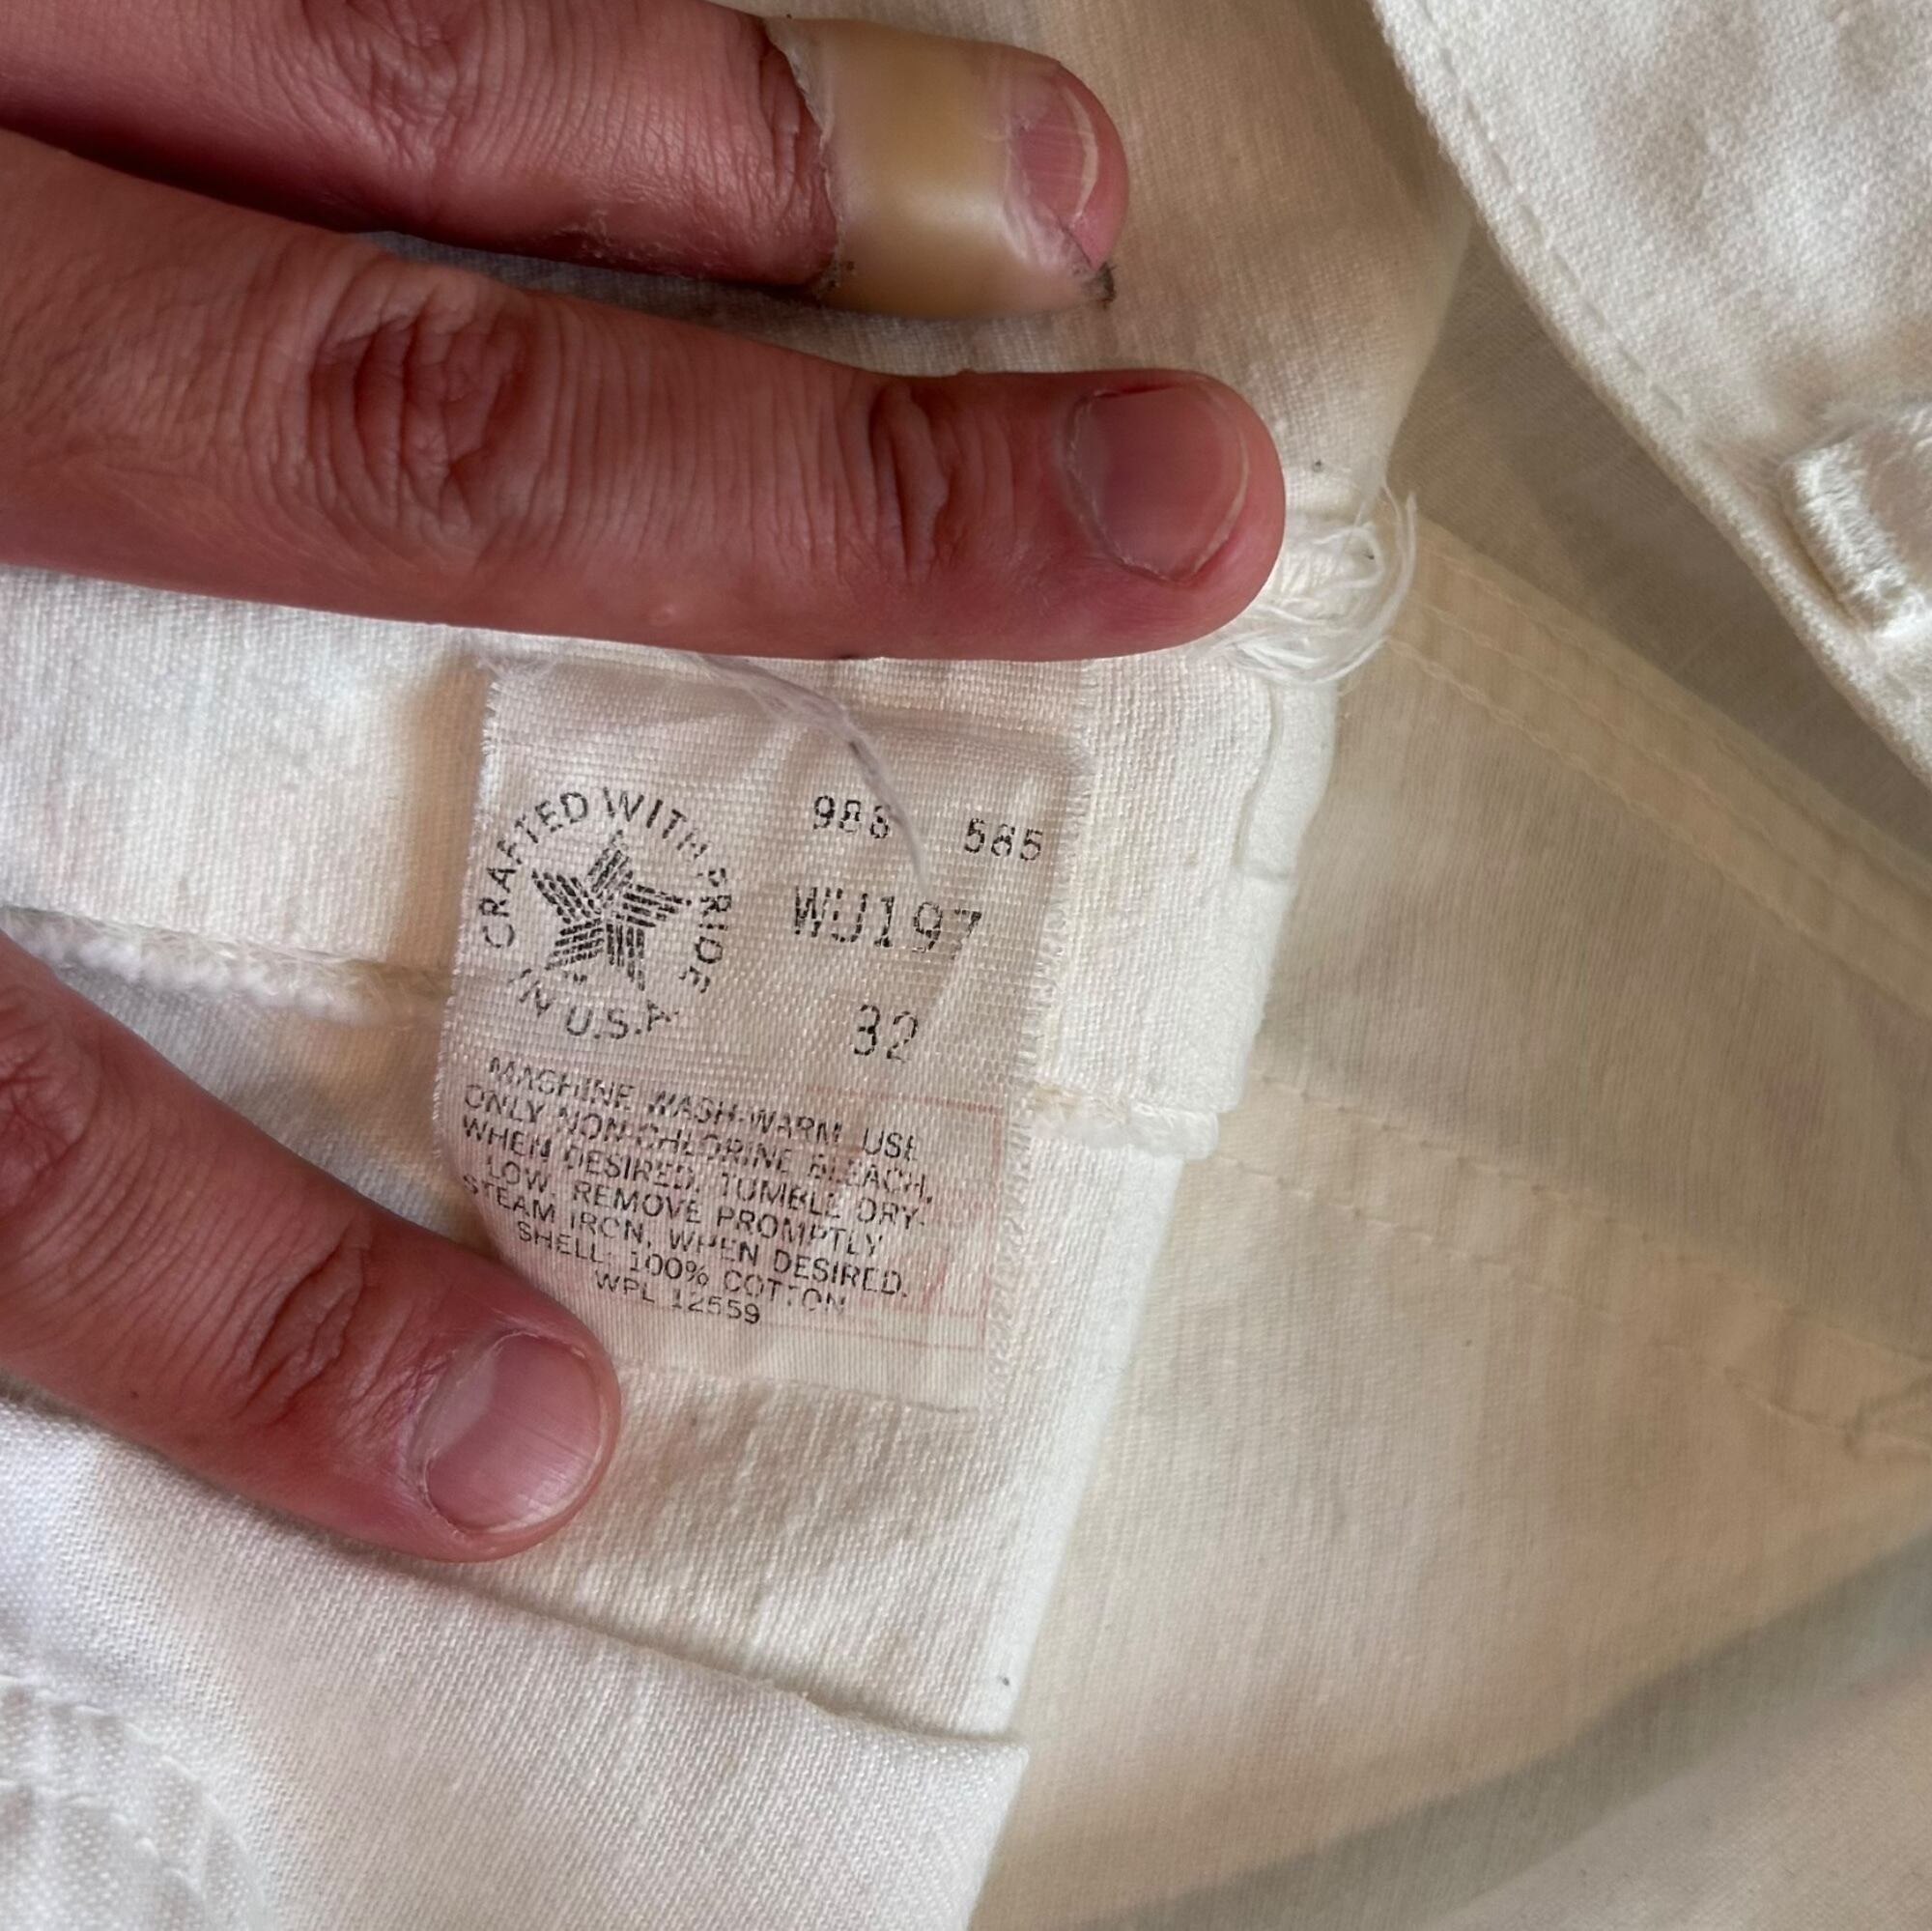 CRAFTED WITH PRIDE
IN U.S.A.
988 585
WJ197
32
MACHINE WASH-WARM. USE
ONLY NON-CHLORINE BLEACH,
WHEN DESIRED. TUMBLE DRY-
LOW. REMOVE PROMPTLY
STEAM IRON, WHEN DESIRED.
SHELL: 100% COTTON
WPL 12559